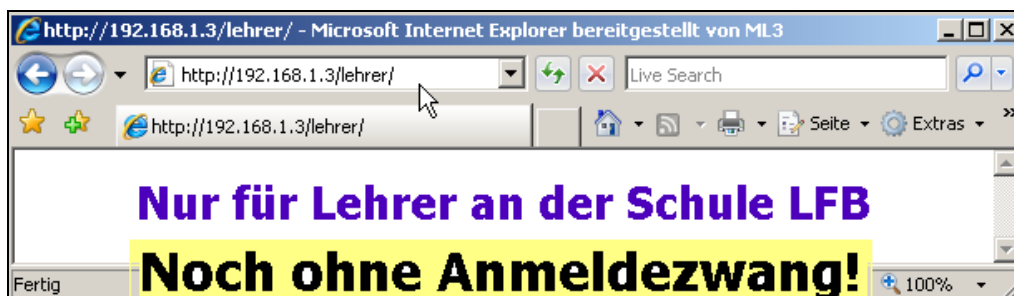 http://192.168.1.3/lehrer/ - Microsoft Internet Explorer bereitgestellt von ML3
http://192.168.1.3/lehrer/
Live Search
http://192.168.1.3/lehrer/
Seite
Extras
»
Nur für Lehrer an der Schule LFB
Noch ohne Anmeldezwang!
Fertig
100%